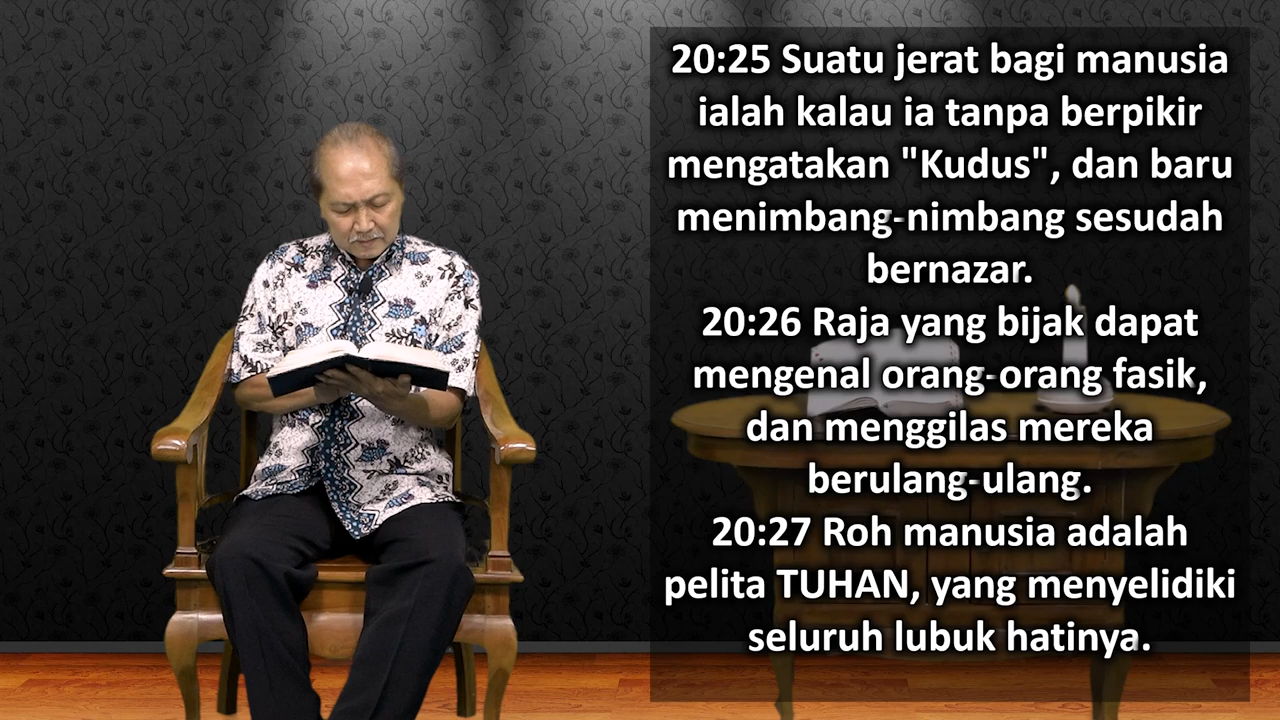 20:25 Suatu jerat bagi manusia
ialah kalau ia tanpa berpikir
mengatakan "Kudus", dan baru
menimbang-nimbang sesudah
bernazar.
20:26 Raja yang bijak dapat
mengenal orang-orang fasik,
dan menggilas mereka
berulang-ulang.
20:27 Roh manusia adalah
pelita TUHAN, yang menyelidiki
seluruh lubuk hatinya.